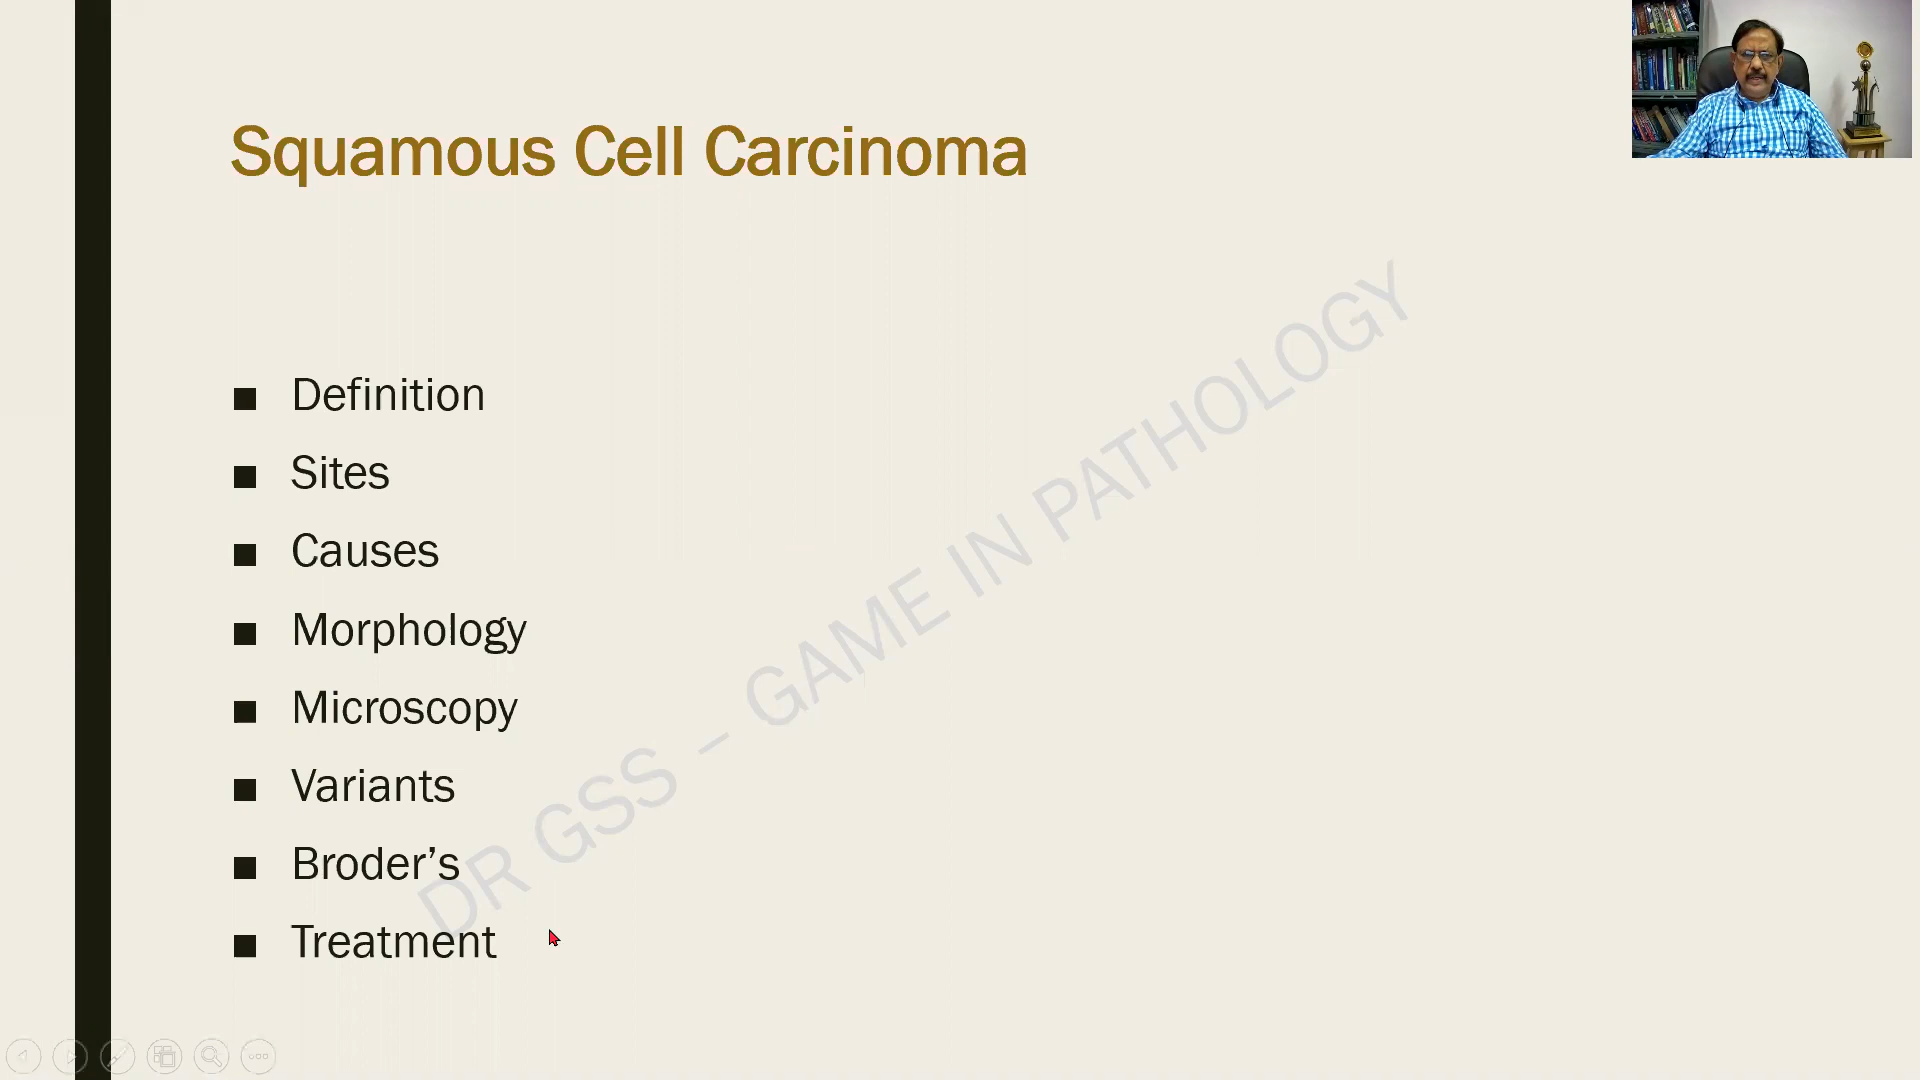 Squamous Cell Carcinoma
■ Definition
■ Sites
■ Causes
■ Morphology
■ Microscopy
■ Variants
■ Broder’s
■ Treatment
DR GSS – GAME IN PATHOLOGY